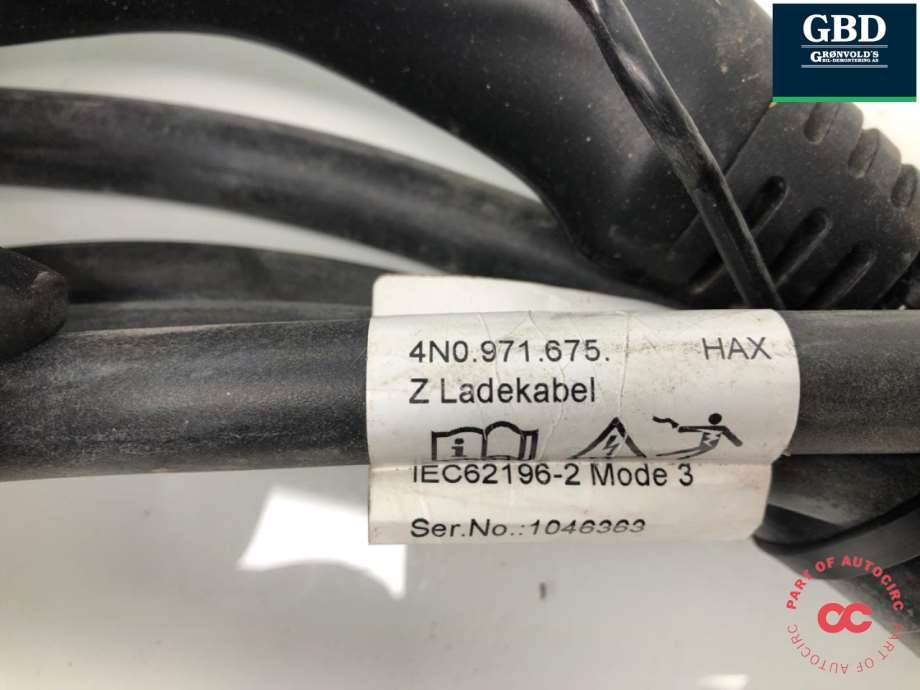 GBD
GRØNVOLD'S
BIL-DEMONTERING AS
4N0.971.675. HAX
Z Ladekabel
IEC62196-2 Mode 3
Ser.No.:1046363
PART OF AUTOCIRC
PART OF AUTOCIRC